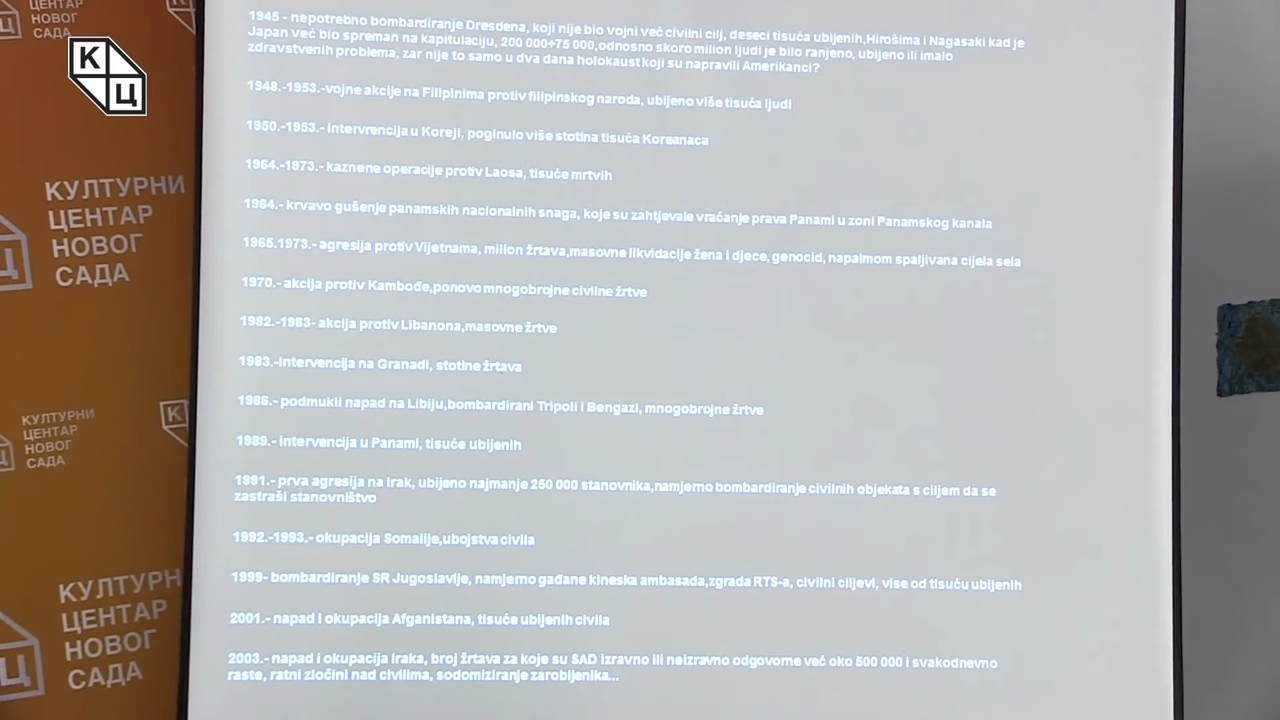 КУЛТУРНИ
ЦЕНТАР
НОВОГ
САДА
К
Ц
КУЛТУРНИ
ЦЕНТАР
НОВОГ
САДА
КУЛТУРНИ
ЦЕНТАР
НОВОГ
САДА
К
КУЛТУРН
ЦЕНТАР
НОВОГ
САДА
1945 - nepotrebno bombardiranje Dresdena, koji nije bio vojni već civilni cilj, deseci tisuća ubijenih,Hirošima i Nagasaki kad je
Japan već bio spreman na kapitulaciju, 200 000+75 000,odnosno skoro milion ljudi je bilo ranjeno, ubijeno ili imalo
zdravstvenih problema, zar nije to samo u dva dana holokaust koji su napravili Amerikanci?
1948.-1953.-vojne akcije na Filipinima protiv filipinskog naroda, ubijeno više tisuća ljudi
1950.-1953.- intervrencija u Koreji, poginulo više stotina tisuća Koreanaca
1964.-1973.- kaznene operacije protiv Laosa, tisuće mrtvih
1964.- krvavo gušenje panamskih nacionalnih snaga, koje su zahtjevale vraćanje prava Panami u zoni Panamskog kanala
1965.1973.- agresija protiv Vijetnama, milion žrtava,masovne likvidacije žena i djece, genocid, napalmom spaljivana cijela sela
1970.- akcija protiv Kambođe,ponovo mnogobrojne civilne žrtve
1982.-1983- akcija protiv Libanona,masovne žrtve
1983.-intervencija na Granadi, stotine žrtava
1986.- podmukli napad na Libiju,bombardirani Tripoli i Bengazi, mnogobrojne žrtve
1989.- intervencija u Panami, tisuće ubijenih
1991.- prva agresija na Irak, ubijeno najmanje 250 000 stanovnika,namjerno bombardiranje civilnih objekata s ciljem da se
zastraši stanovništvo
1992.-1993.- okupacija Somalije,ubojstva civila
1999- bombardiranje SR Jugoslavije, namjerno gađane kineska ambasada,zgrada RTS-a, civilni ciljevi, vise od tisuću ubijenih
2001.- napad i okupacija Afganistana, tisuće ubijenih civila
2003.- napad i okupacija Iraka, broj žrtava za koje su SAD izravno ili neizravno odgovorne već oko 500 000 i svakodnevno
raste, ratni zločini nad civilima, sodomiziranje zarobljenika...